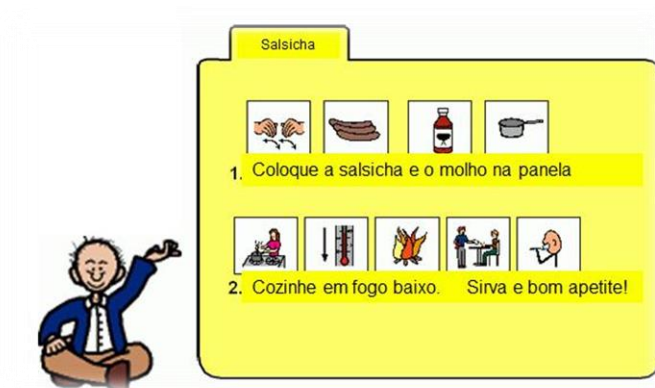 Salsicha
1. Coloque a salsicha e o molho na panela
2. Cozinhe em fogo baixo. Sirva e bom apetite!